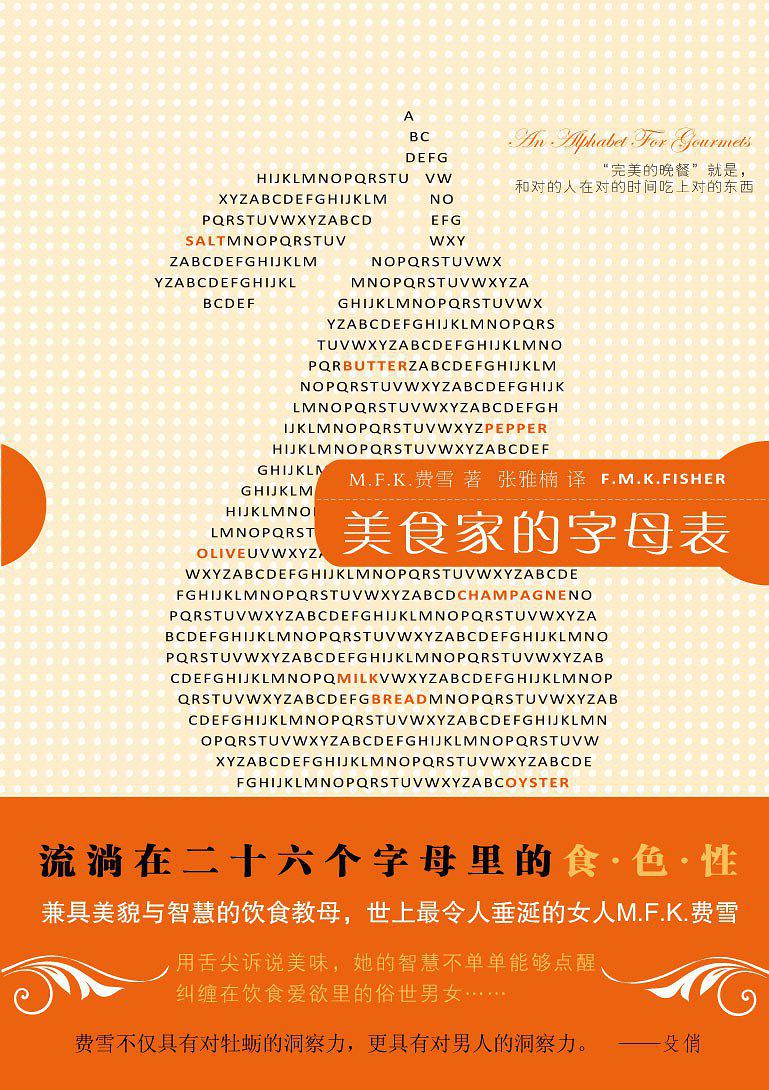 A
BC
DEFG
An Alphabet For Gourmets
“完美的晚餐”就是，
和对的人在对的时间吃上对的东西
HIJKLMNOPQRSTU VW
XYZABCDEFGHIJKLM NO
PQRSTUVWXYZABCD EFG
SALTMNOPQRSTUV WXY
ZABCDEFGHIJKLM NOPQRSTUVWX
YZABCDEFGHIJKL MNOPQRSTUVWXYZA
BCDEF GHIJKLMNOPQRSTUVWX
YZABCDEFGHIJKLMNOPQRS
TUVWXYZABCDEFGHIJKLMNO
PQRBUTTERZABCDEFGHIJKLM
NOPQRSTUVWXYZABCDEFGHIJK
LMNOPQRSTUVWXYZABCDEFGH
IJKLMNOPQRSTUVWXYZPEPPER
HIJKLMNOPQRSTUVWXYZABCDEF
GHIJKL
GHIJKLMN
HIJKLMNO
LMNOPQRSTUVW
OLIVEUVWXYZ
M.F.K.费雪 著 张雅楠 译 F.M.K.FISHER
美食家的字母表
WXYZABCDEFGHIJKLMNOPQRSTUVWXYZABCDE
FGHIJKLMNOPQRSTUVWXYZABCDCHAMPAGNENO
PQRSTUVWXYZABCDEFGHIJKLMNOPQRSTUVWXYZA
BCDEFGHIJKLMNOPQRSTUVWXYZABCDEFGHIJKLMNO
PQRSTUVWXYZABCDEFGHIJKLMNOPQRSTUVWXYZAB
CDEFGHIJKLMNOPQMILKVWXYZABCDEFGHIJKLMNOP
QRSTUVWXYZABCDEFGBREADMNOPQRSTUVWXYZAB
CDEFGHIJKLMNOPQRSTUVWXYZABCDEFGHIJKLMN
OPQRSTUVWXYZABCDEFGHIJKLMNOPQRSTUVW
XYZABCDEFGHIJKLMNOPQRSTUVWXYZABCDE
FGHIJKLMNOPQRSTUVWXYZABCOYSTER
流淌在二十六个字母里的食·色·性
兼具美貌与智慧的饮食教母，世上最令人垂涎的女人M.F.K.费雪
用舌尖诉说美味，她的智慧不单单能够点醒
纠缠在饮食爱欲里的俗世男女……
费雪不仅具有对牡蛎的洞察力，更具有对男人的洞察力。 ——殳俏